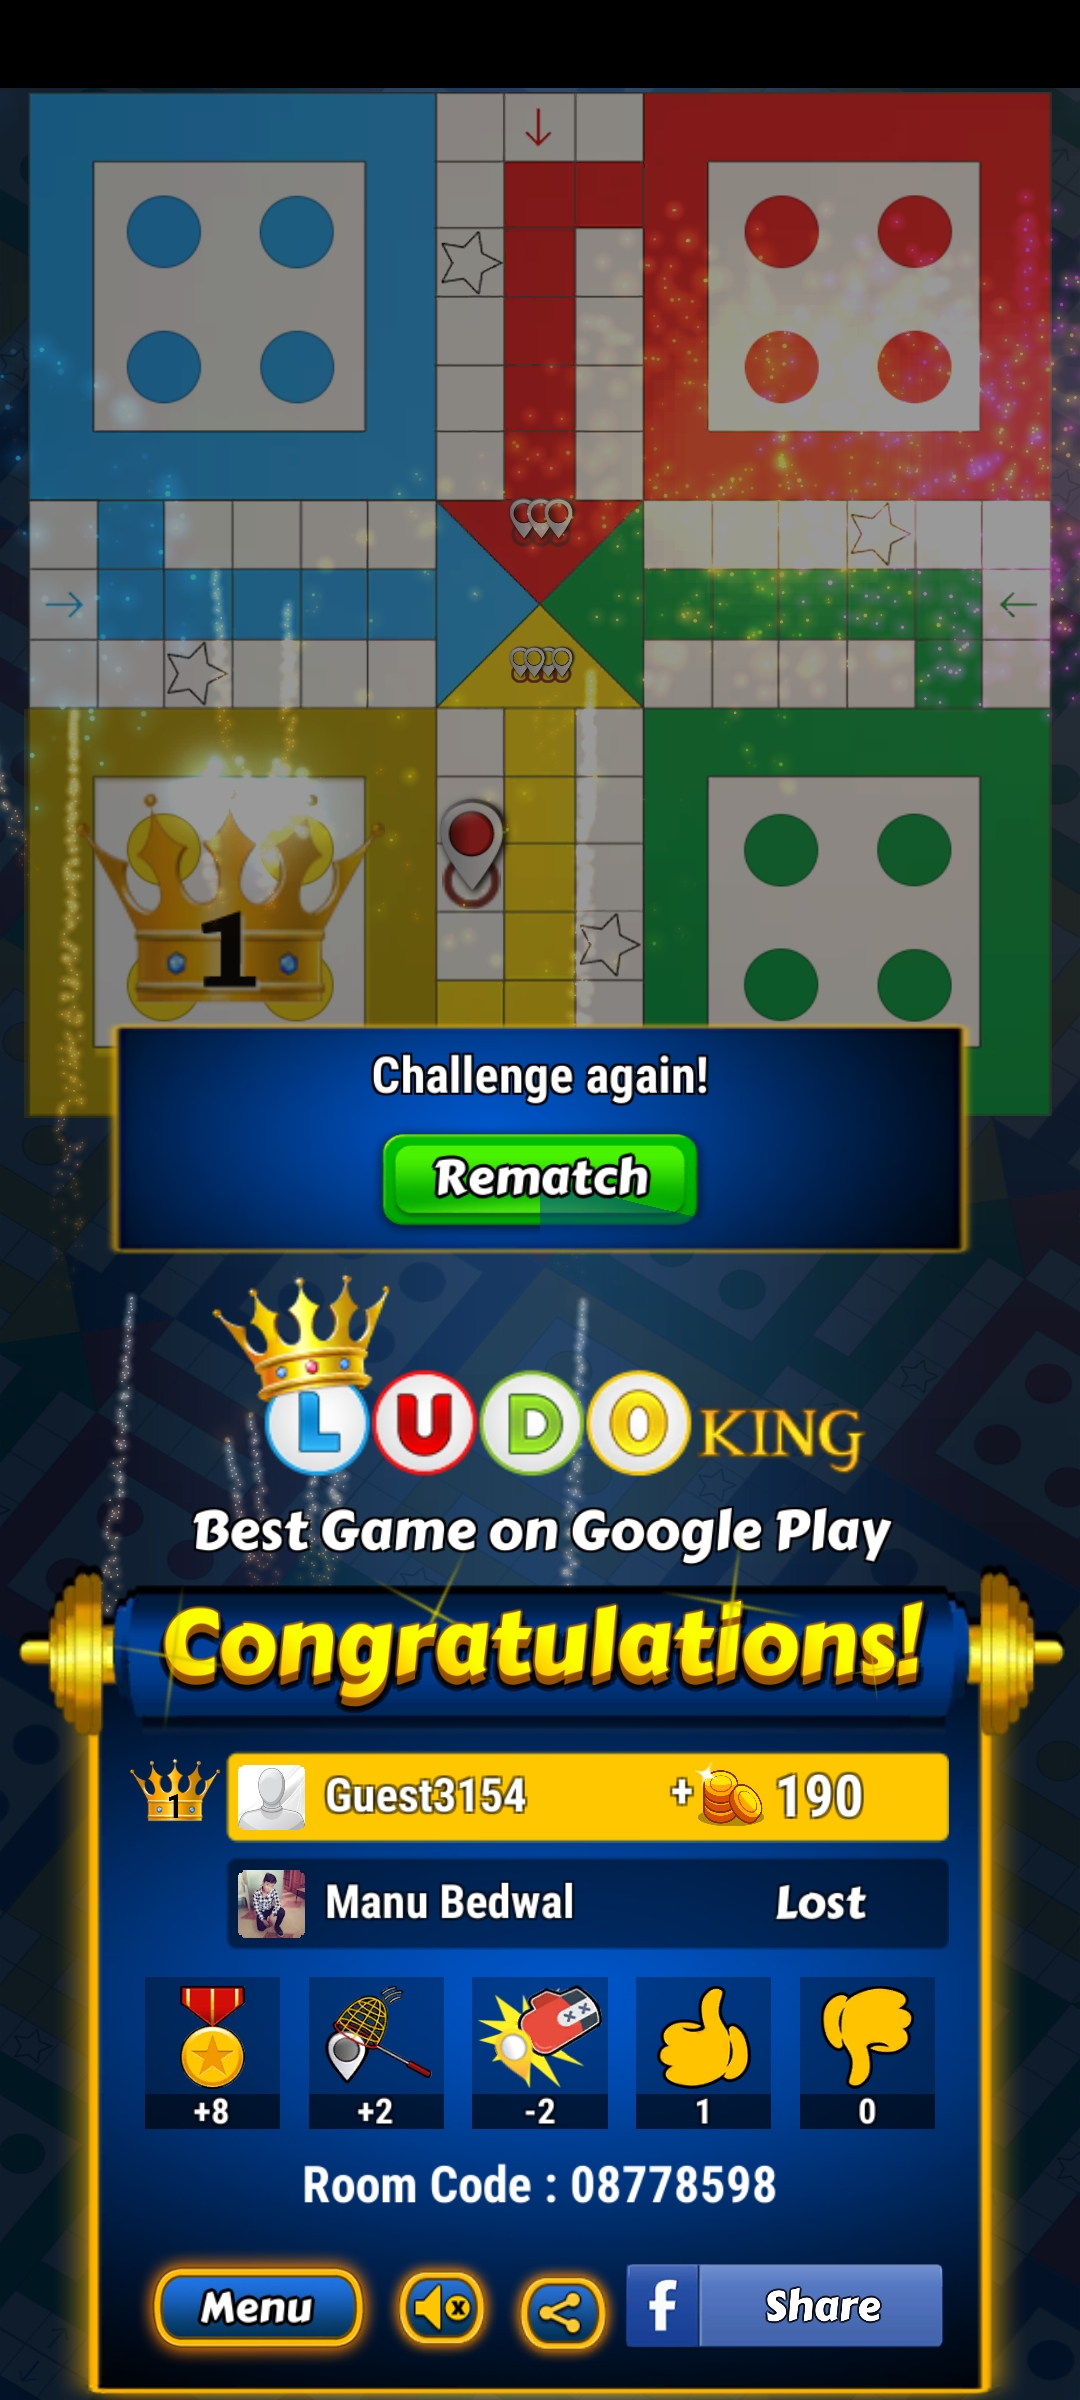 1
Challenge again!
Rematch
LUDO KING
Best Game on Google Play
Congratulations!
1 Guest3154 + 190
Manu Bedwal Lost
+8 +2 -2 1 0
Room Code : 08778598
Menu f Share